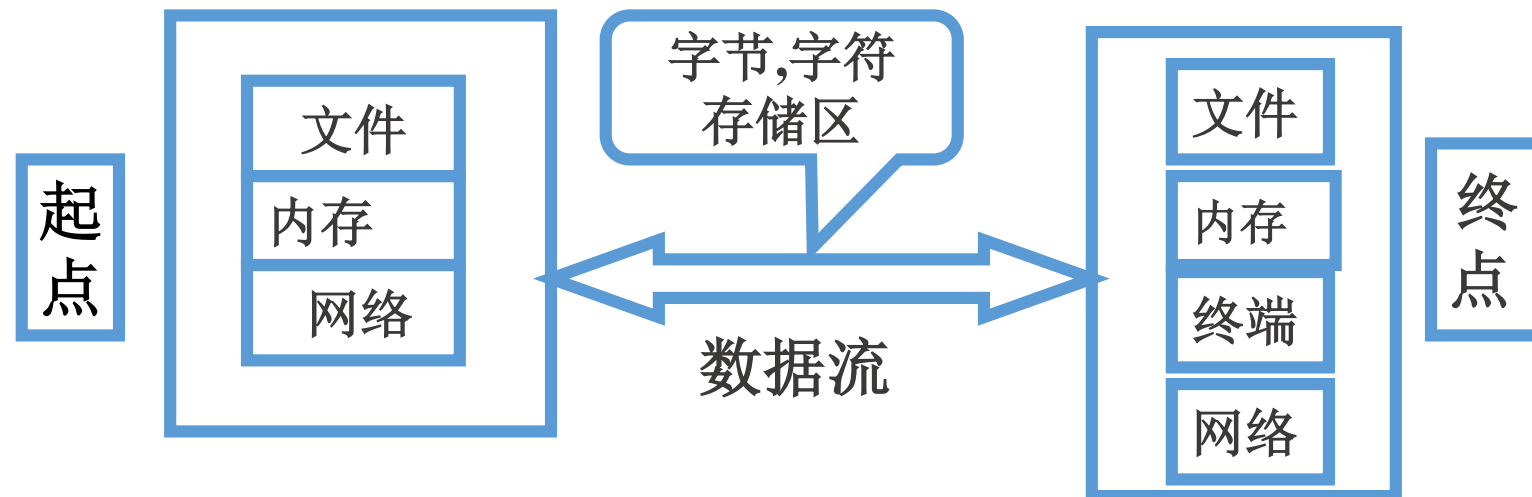 起
点
文件
内存
网络
字节,字符
存储区
数据流
文件
内存
终端
网络
终
点